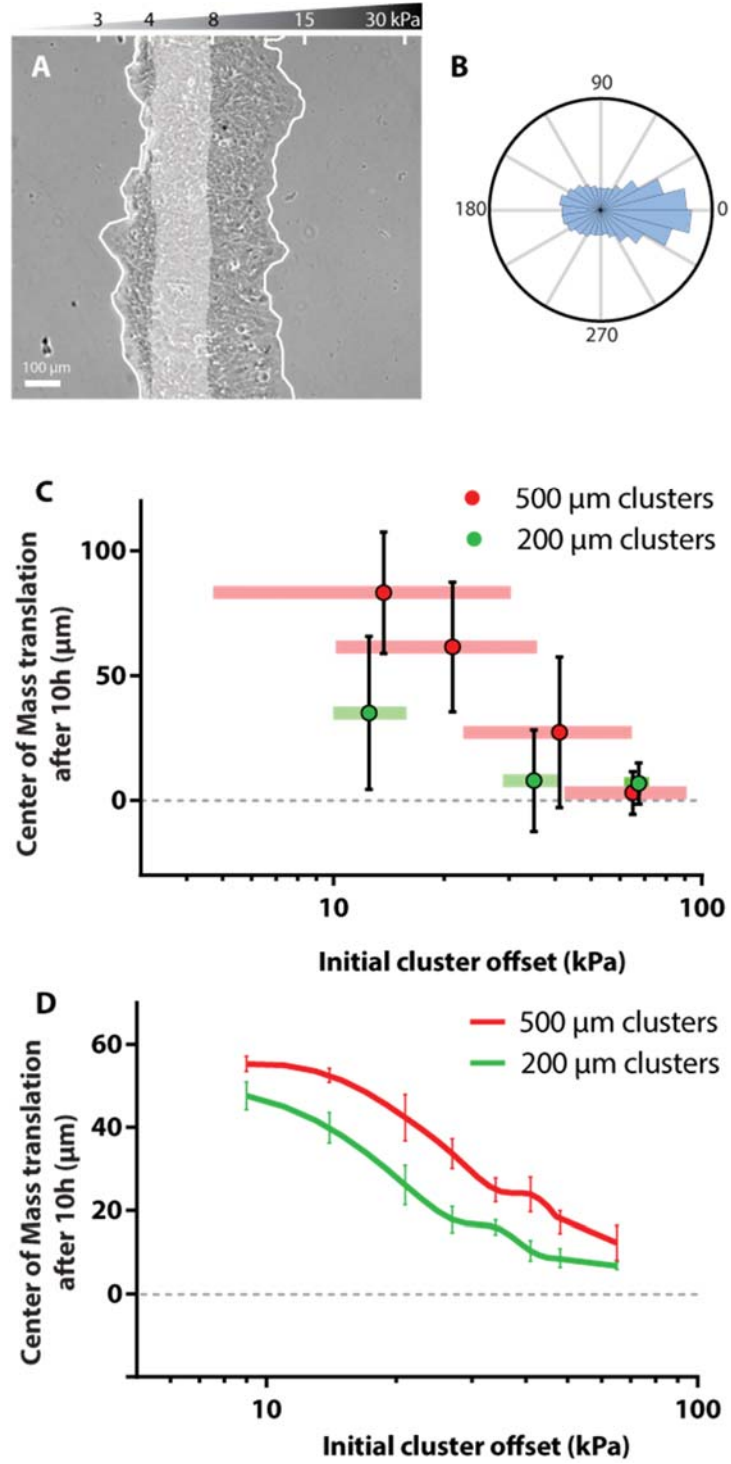 3 4 8 15 30 kPa
A
100 µm
B
90
180
0
270
C
500 µm clusters
200 µm clusters
Center of Mass translation
after 10h (µm)
100
50
0
10
100
Initial cluster offset (kPa)
D
500 µm clusters
200 µm clusters
Center of Mass translation
after 10h (µm)
60
40
20
0
10
100
Initial cluster offset (kPa)